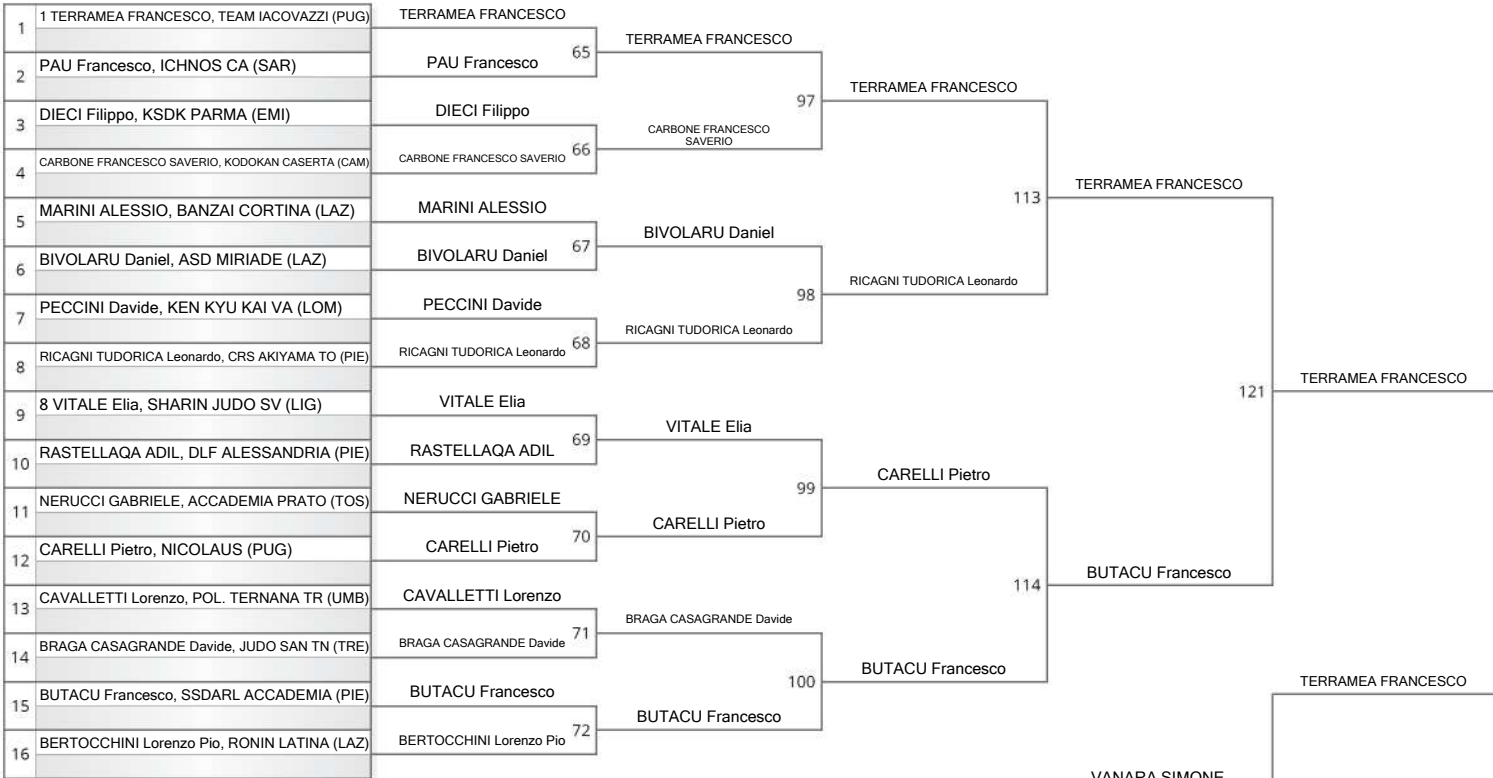 1 1 TERRAMEA FRANCESCO, TEAM IACOVAZZI (PUG)
2 PAU Francesco, ICHNOS CA (SAR)
3 DIECI Filippo, KSDK PARMA (EMI)
4 CARBONE FRANCESCO SAVERIO, KODOKAN CASERTA (CAM)
5 MARINI ALESSIO, BANZAI CORTINA (LAZ)
6 BIVOLARU Daniel, ASD MIRIADE (LAZ)
7 PECCINI Davide, KEN KYU KAI VA (LOM)
8 RICAGNI TUDORICA Leonardo, CRS AKIYAMA TO (PIE)
9 8 VITALE Elia, SHARIN JUDO SV (LIG)
10 RASTELLAQA ADIL, DLF ALESSANDRIA (PIE)
11 NERUCCI GABRIELE, ACCADEMIA PRATO (TOS)
12 CARELLI Pietro, NICOLAUS (PUG)
13 CAVALLETTI Lorenzo, POL. TERNANA TR (UMB)
14 BRAGA CASAGRANDE Davide, JUDO SAN TN (TRE)
15 BUTACU Francesco, SSDARL ACCADEMIA (PIE)
16 BERTOCCHINI Lorenzo Pio, RONIN LATINA (LAZ)
TERRAMEA FRANCESCO
PAU Francesco
65
DIECI Filippo
CARBONE FRANCESCO SAVERIO
66
MARINI ALESSIO
BIVOLARU Daniel
67
PECCINI Davide
RICAGNI TUDORICA Leonardo
68
VITALE Elia
RASTELLAQA ADIL
69
NERUCCI GABRIELE
CARELLI Pietro
70
CAVALLETTI Lorenzo
BRAGA CASAGRANDE Davide
71
BUTACU Francesco
BERTOCCHINI Lorenzo Pio
72
TERRAMEA FRANCESCO
CARBONE FRANCESCO
SAVERIO
97
BIVOLARU Daniel
RICAGNI TUDORICA Leonardo
98
VITALE Elia
CARELLI Pietro
99
BRAGA CASAGRANDE Davide
BUTACU Francesco
100
TERRAMEA FRANCESCO
RICAGNI TUDORICA Leonardo
113
CARELLI Pietro
BUTACU Francesco
114
TERRAMEA FRANCESCO
BUTACU Francesco
121
TERRAMEA FRANCESCO
TERRAMEA FRANCESCO
VANARA SIMONE